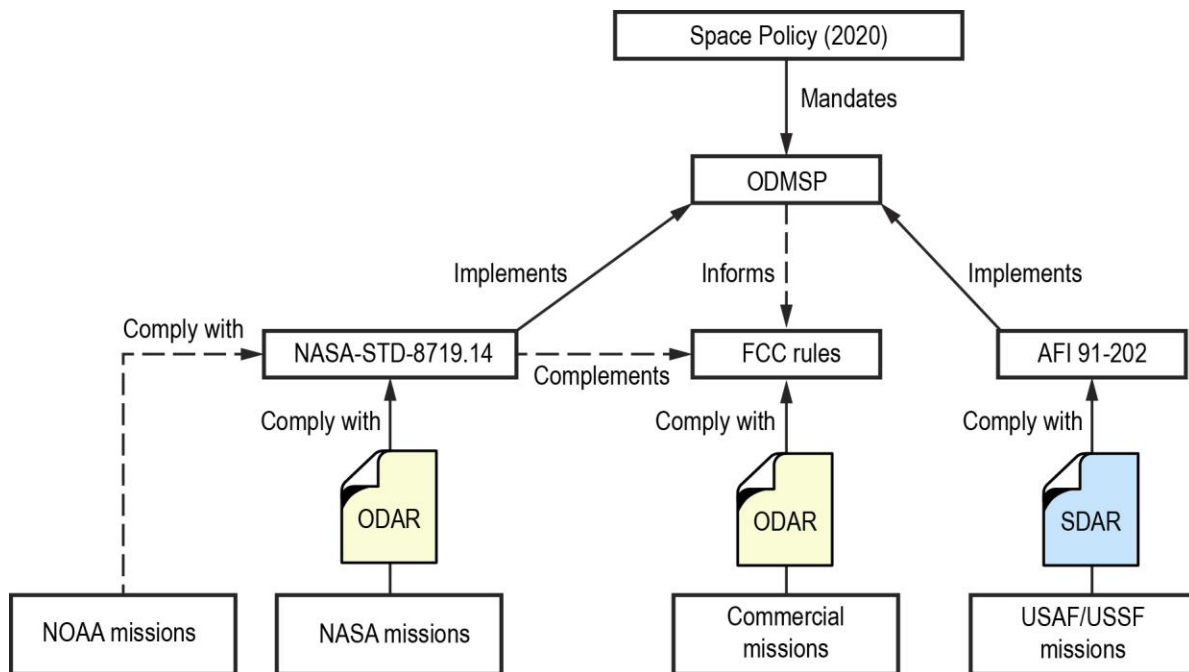 Space Policy (2020)
Mandates
ODMSP
Implements
Informs
Implements
Comply with
NASA-STD-8719.14
Complements
FCC rules
AFI 91-202
Comply with
Comply with
Comply with
ODAR
ODAR
SDAR
NOAA missions
NASA missions
Commercial
missions
USAF/USSF
missions